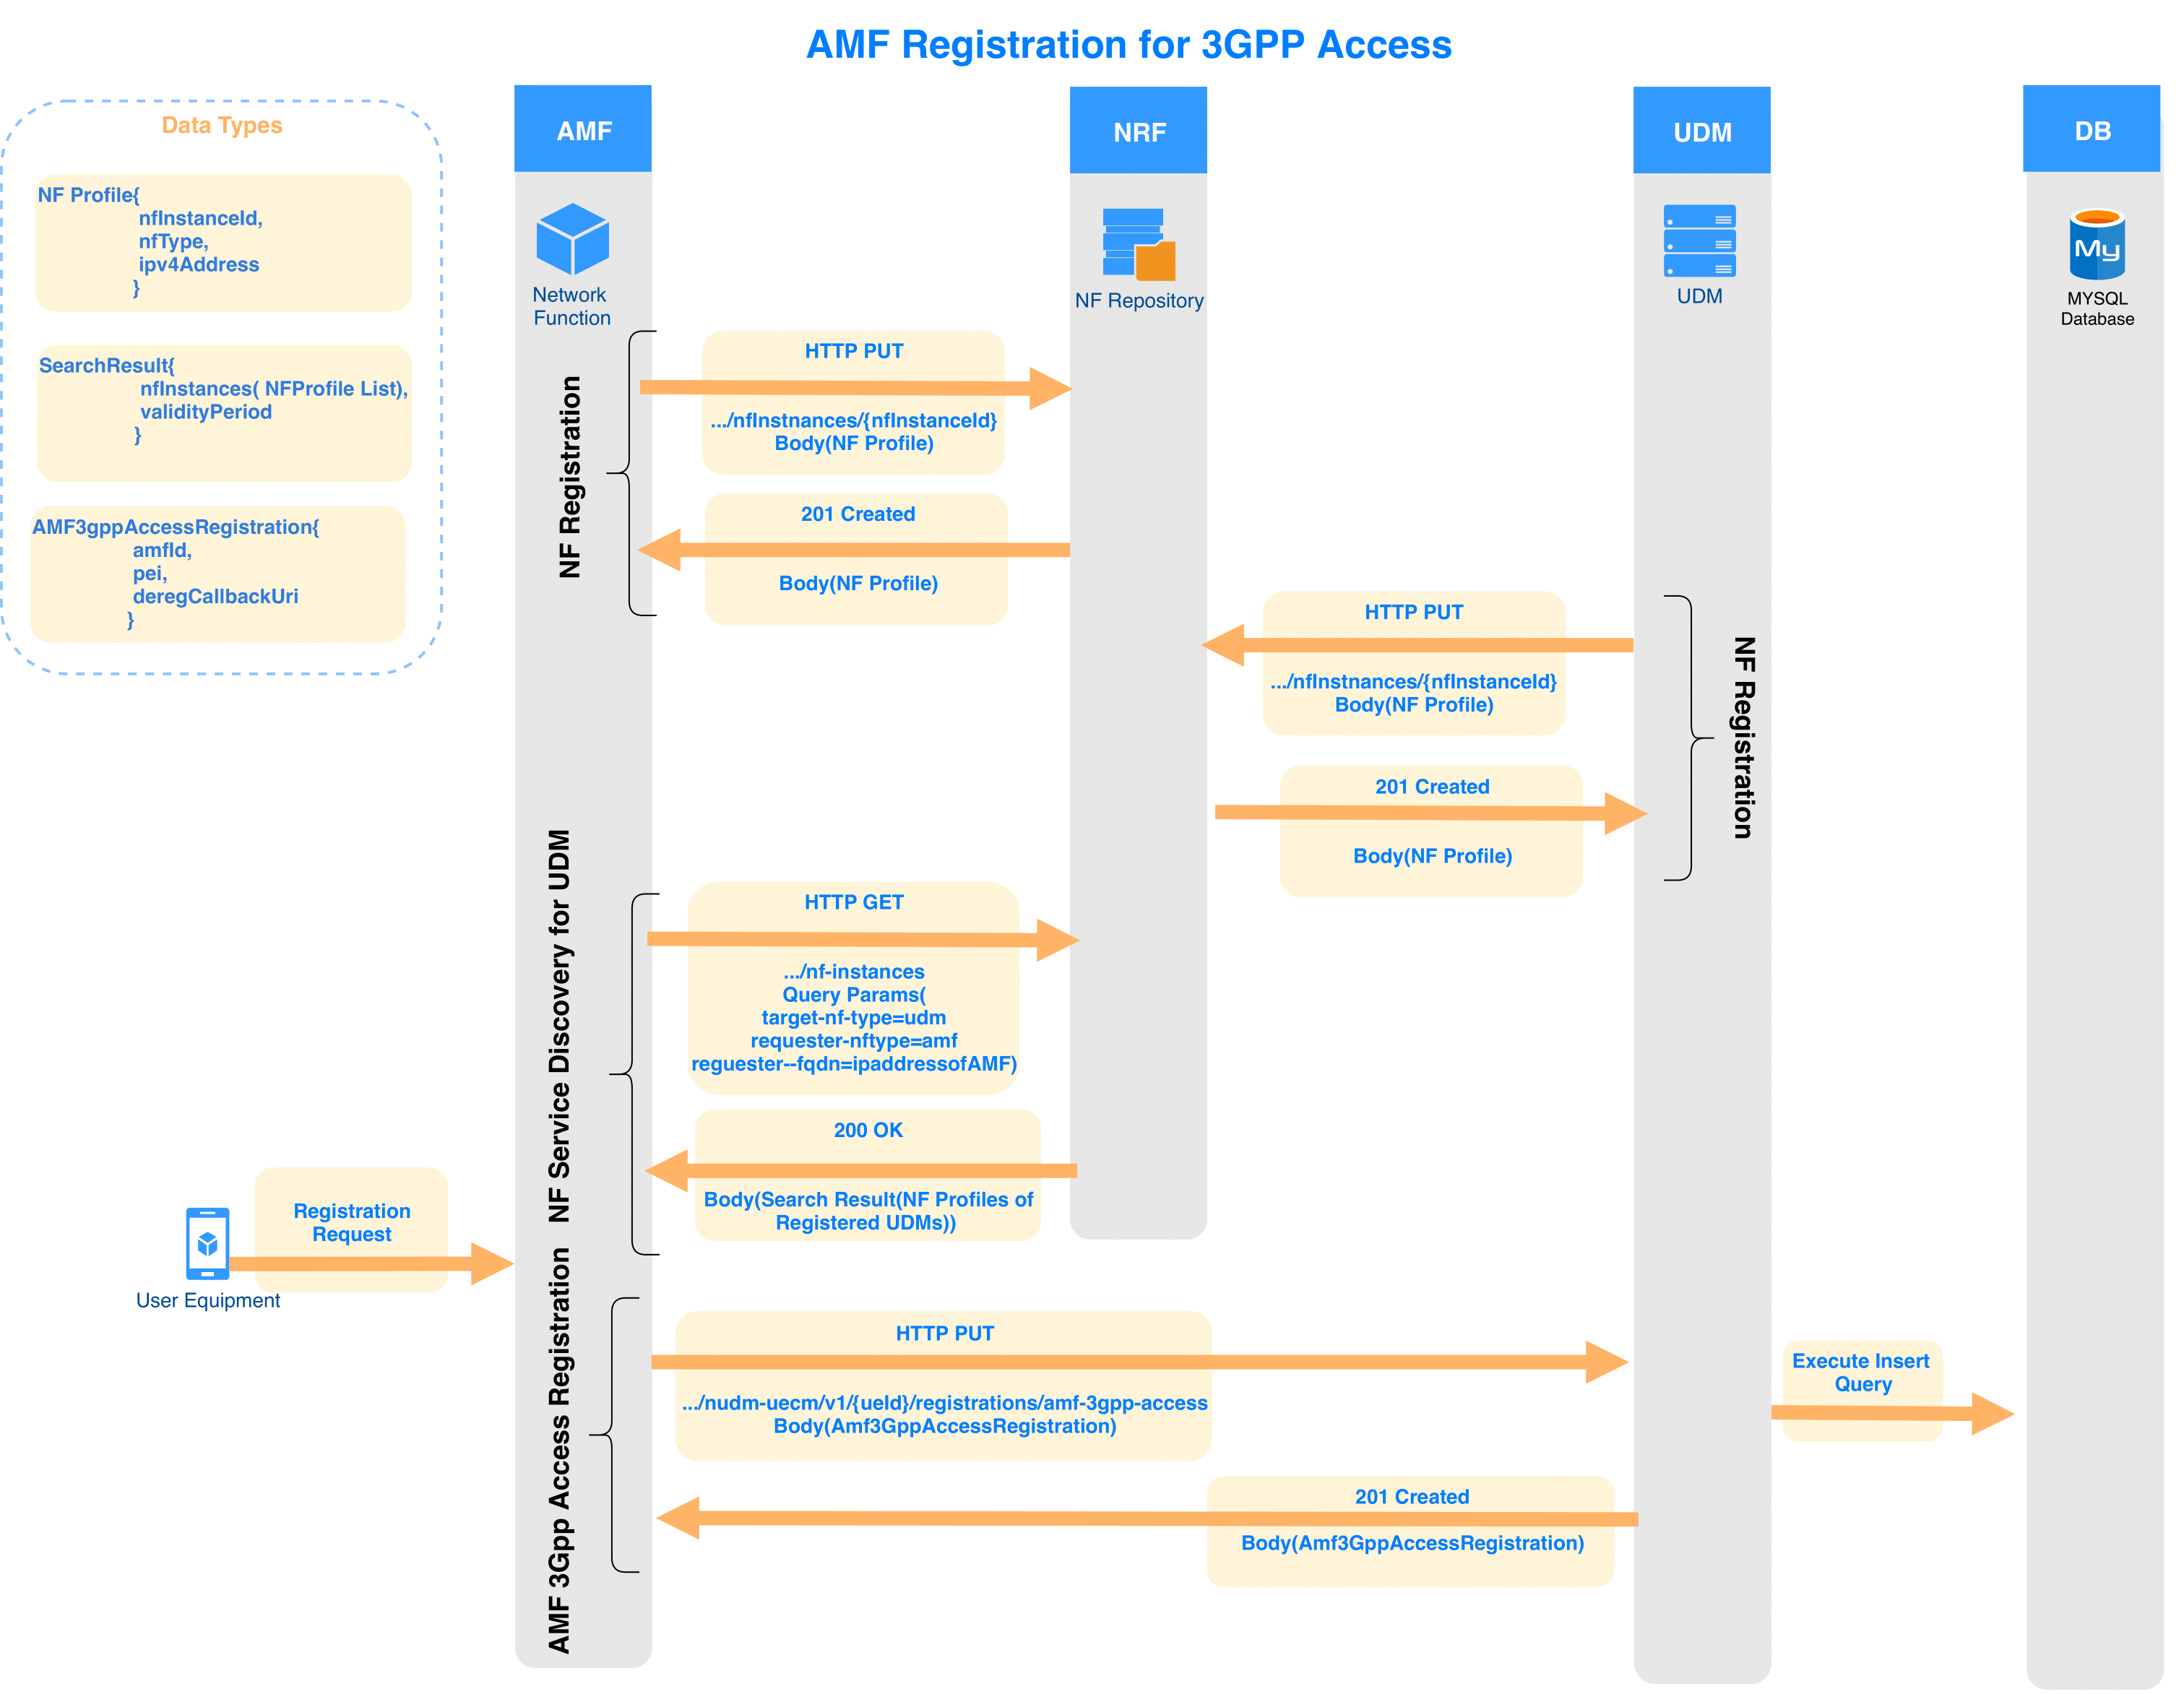 AMF Registration for 3GPP Access
Data Types
NF Profile{
nfInstanceId,
nfType,
ipv4Address
}
SearchResult{
nfInstances( NFProfile List),
validityPeriod
}
AMF3gppAccessRegistration{
amfId,
pei,
deregCallbackUri
}
AMF
NRF
UDM
DB
Network
Function
NF Repository
UDM
My
MYSQL
Database
NF Registration
HTTP PUT
.../nfInstnances/{nfInstanceId}
Body(NF Profile)
201 Created
Body(NF Profile)
HTTP PUT
.../nfInstnances/{nfInstanceId}
Body(NF Profile)
NF Registration
201 Created
Body(NF Profile)
NF Service Discovery for UDM
HTTP GET
.../nf-instances
Query Params(
target-nf-type=udm
requester-nftype=amf
reguester--fqdn=ipaddressofAMF)
200 OK
Body(Search Result(NF Profiles of
Registered UDMs))
Registration
Request
User Equipment
AMF 3Gpp Access Registration
HTTP PUT
.../nudm-uecm/v1/{ueId}/registrations/amf-3gpp-access
Body(Amf3GppAccessRegistration)
Execute Insert
Query
201 Created
Body(Amf3GppAccessRegistration)